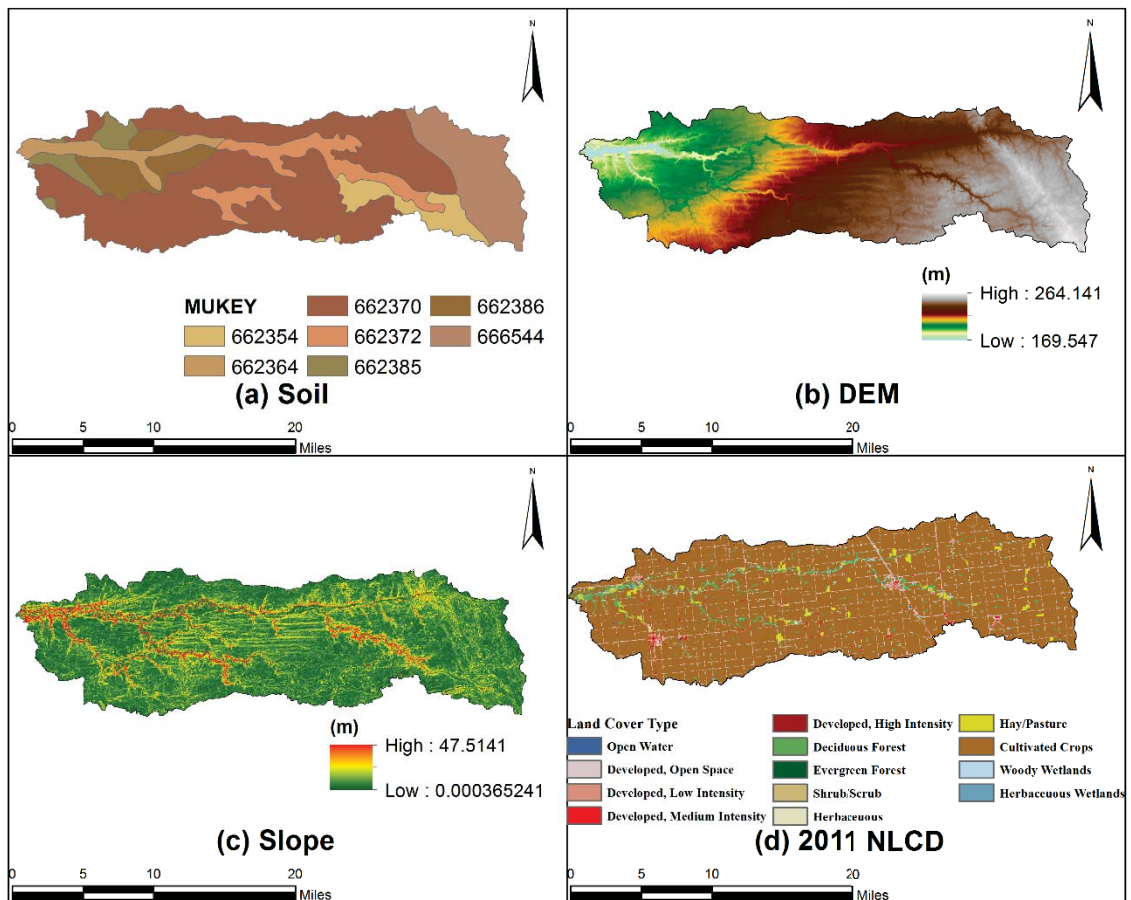 N
MUKEY
662354
662364
662370
662372
662385
662386
666544
(a) Soil
0 5 10 20
Miles
N
(m)
High : 264.141
Low : 169.547
(b) DEM
0 5 10 20
Miles
N
(m)
High : 47.5141
Low : 0.000365241
(c) Slope
0 5 10 20
Miles
N
Land Cover Type
Open Water
Developed, Open Space
Developed, Low Intensity
Developed, Medium Intensity
Developed, High Intensity
Deciduous Forest
Evergreen Forest
Shrub/Scrub
Herbaceuous
Hay/Pasture
Cultivated Crops
Woody Wetlands
Herbaceuous Wetlands
(d) 2011 NLCD
0 5 10 20
Miles